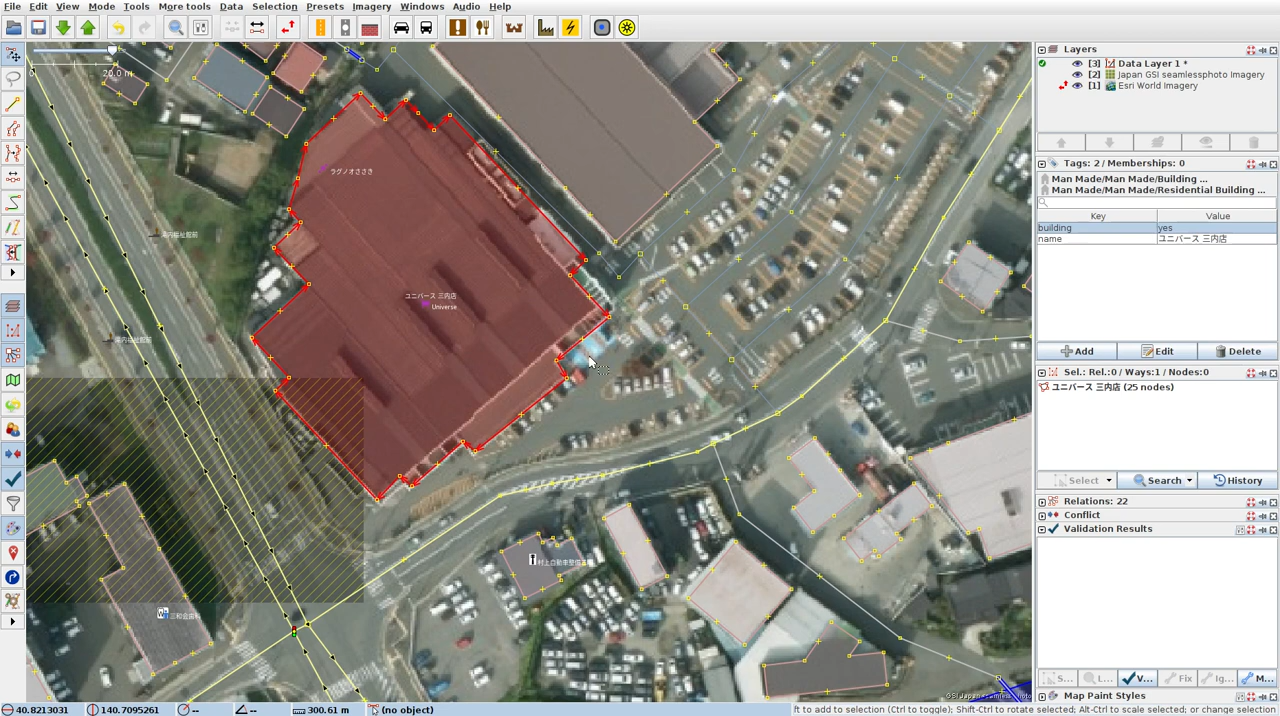 File Edit View Mode Tools More tools Data Selection Presets Imagery Windows Audio Help
0
20.0 m
ラグノオささき
ユニバース 三内店
Universe
Layers
[3] Data Layer 1 *
[2] Japan GSI seamlessphoto Imagery
[1] Esri World Imagery
Tags: 2 / Memberships: 0
Man Made/Man Made/Building ...
Man Made/Man Made/Residential Building ...
Key Value
building yes
name ユニバース 三内店
Add Edit Delete
Sel.: Rel.:0 / Ways:1 / Nodes:0
ユニバース 三内店 (25 nodes)
Select Search History
Relations: 22
Conflict
Validation Results
S... L... V... Fix Ig... M...
Map Paint Styles
40.8213031 140.7095261 -- -- 300.61 m (no object)
ft to add to selection (Ctrl to toggle); Shift-Ctrl to rotate selected; Alt-Ctrl to scale selected; or change selection